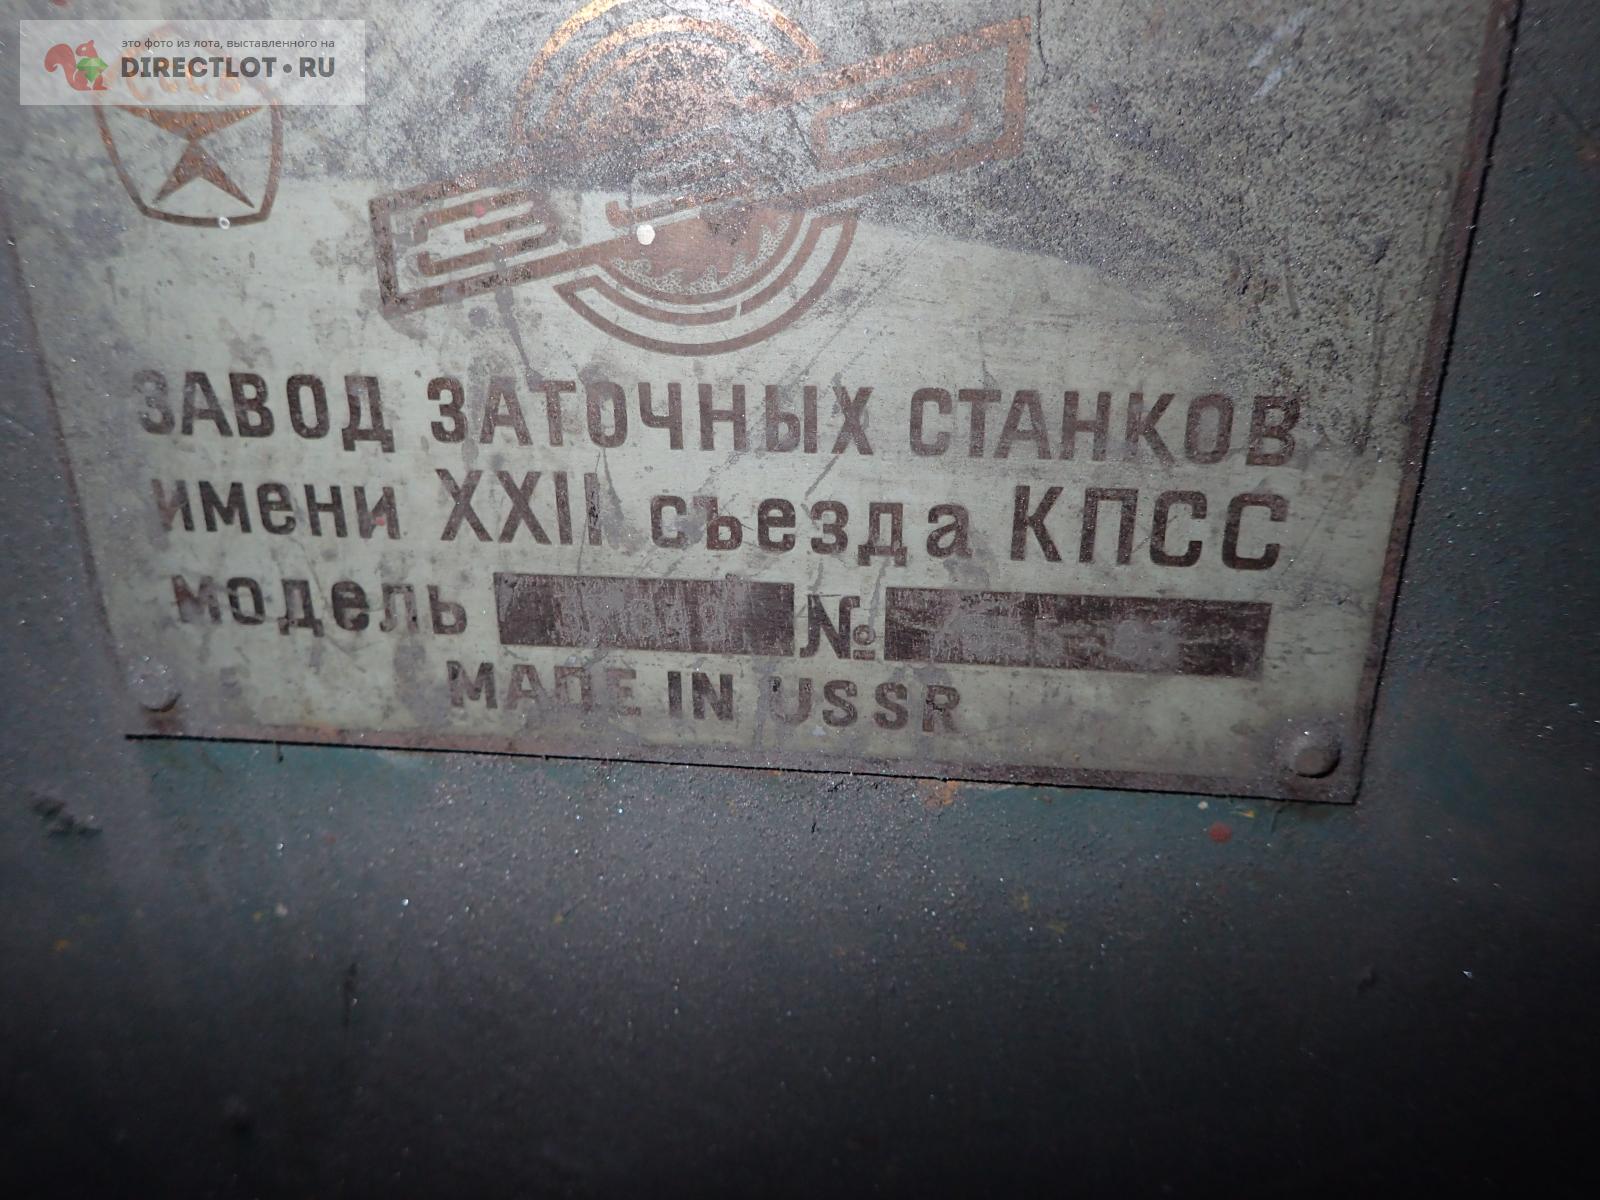 это фото из лота, выставленного на
DIRECTLOT·RU
ЗАВОД ЗАТОЧНЫХ СТАНКОВ
имени XXII съезда КПСС
модель №
MADE IN USSR